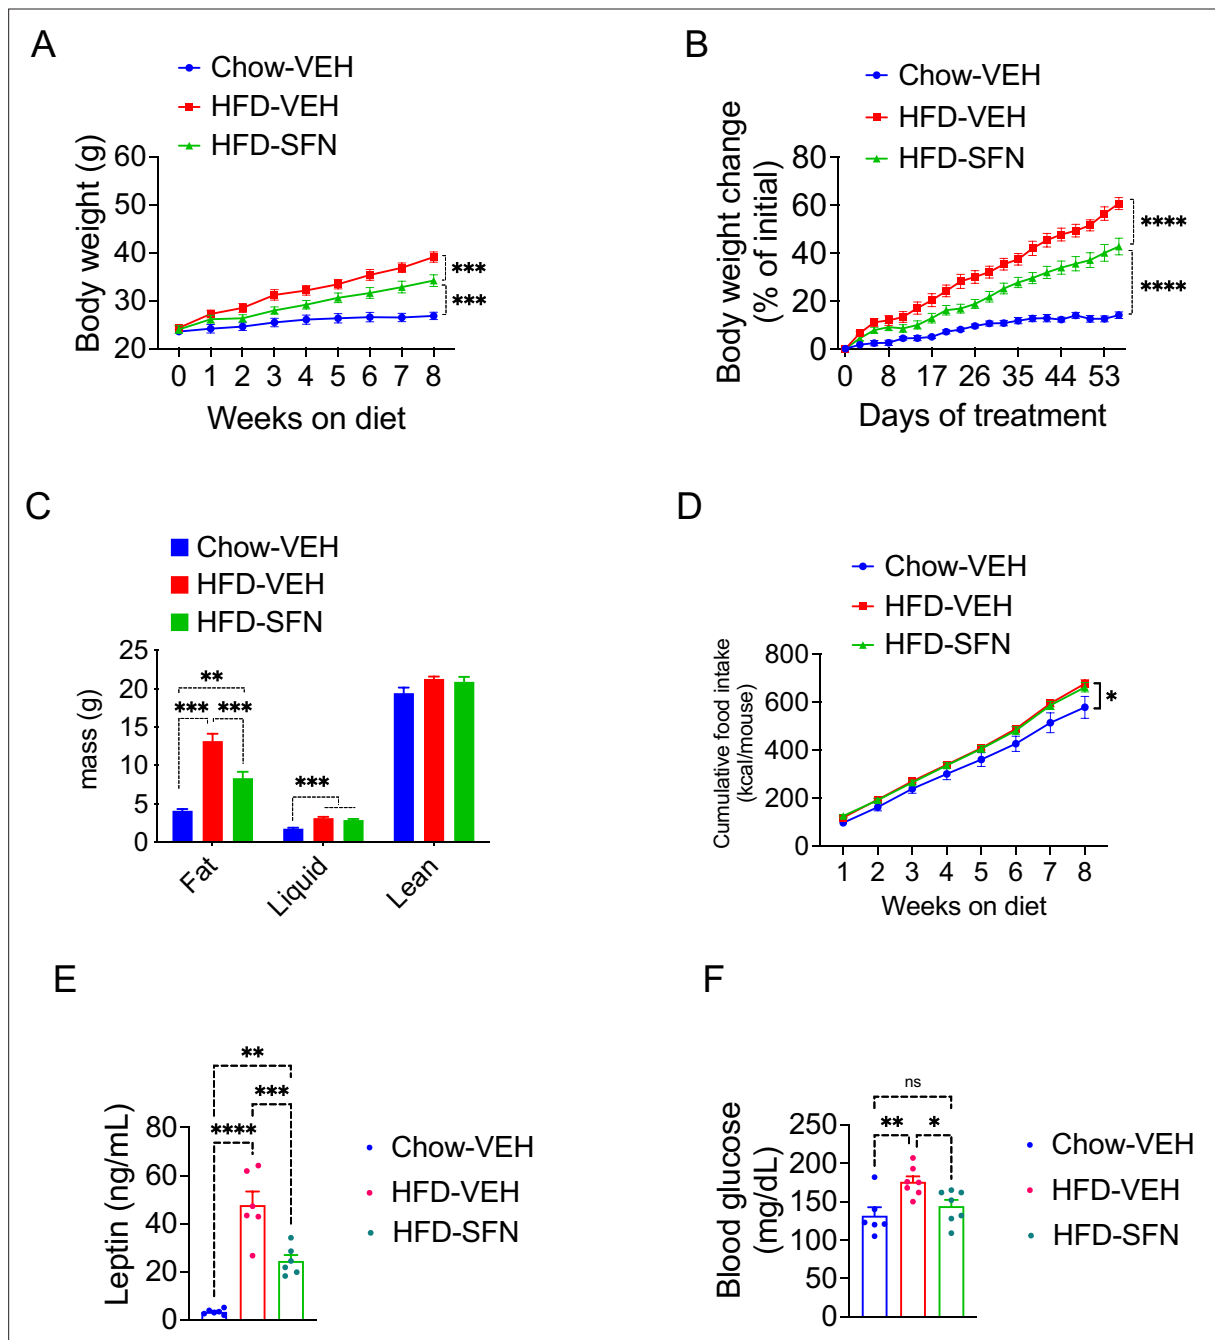 A
Chow-VEH
HFD-VEH
HFD-SFN
Body weight (g)
60
50
40
30
20
***
***
0 1 2 3 4 5 6 7 8
Weeks on diet
B
Chow-VEH
HFD-VEH
HFD-SFN
Body weight change
(% of initial)
80
60
40
20
0
****
****
0 8 17 26 35 44 53
Days of treatment
C
Chow-VEH
HFD-VEH
HFD-SFN
mass (g)
25
20
15
10
5
0
**
*** ***
***
Fat Liquid Lean
D
Chow-VEH
HFD-VEH
HFD-SFN
Cumulative food intake
(kcal/mouse)
800
600
400
200
0
*
1 2 3 4 5 6 7 8
Weeks on diet
E
Leptin (ng/mL)
80
60
40
20
0
**
***
****
Chow-VEH
HFD-VEH
HFD-SFN
F
Blood glucose
(mg/dL)
250
200
150
100
50
0
ns
** *
Chow-VEH
HFD-VEH
HFD-SFN